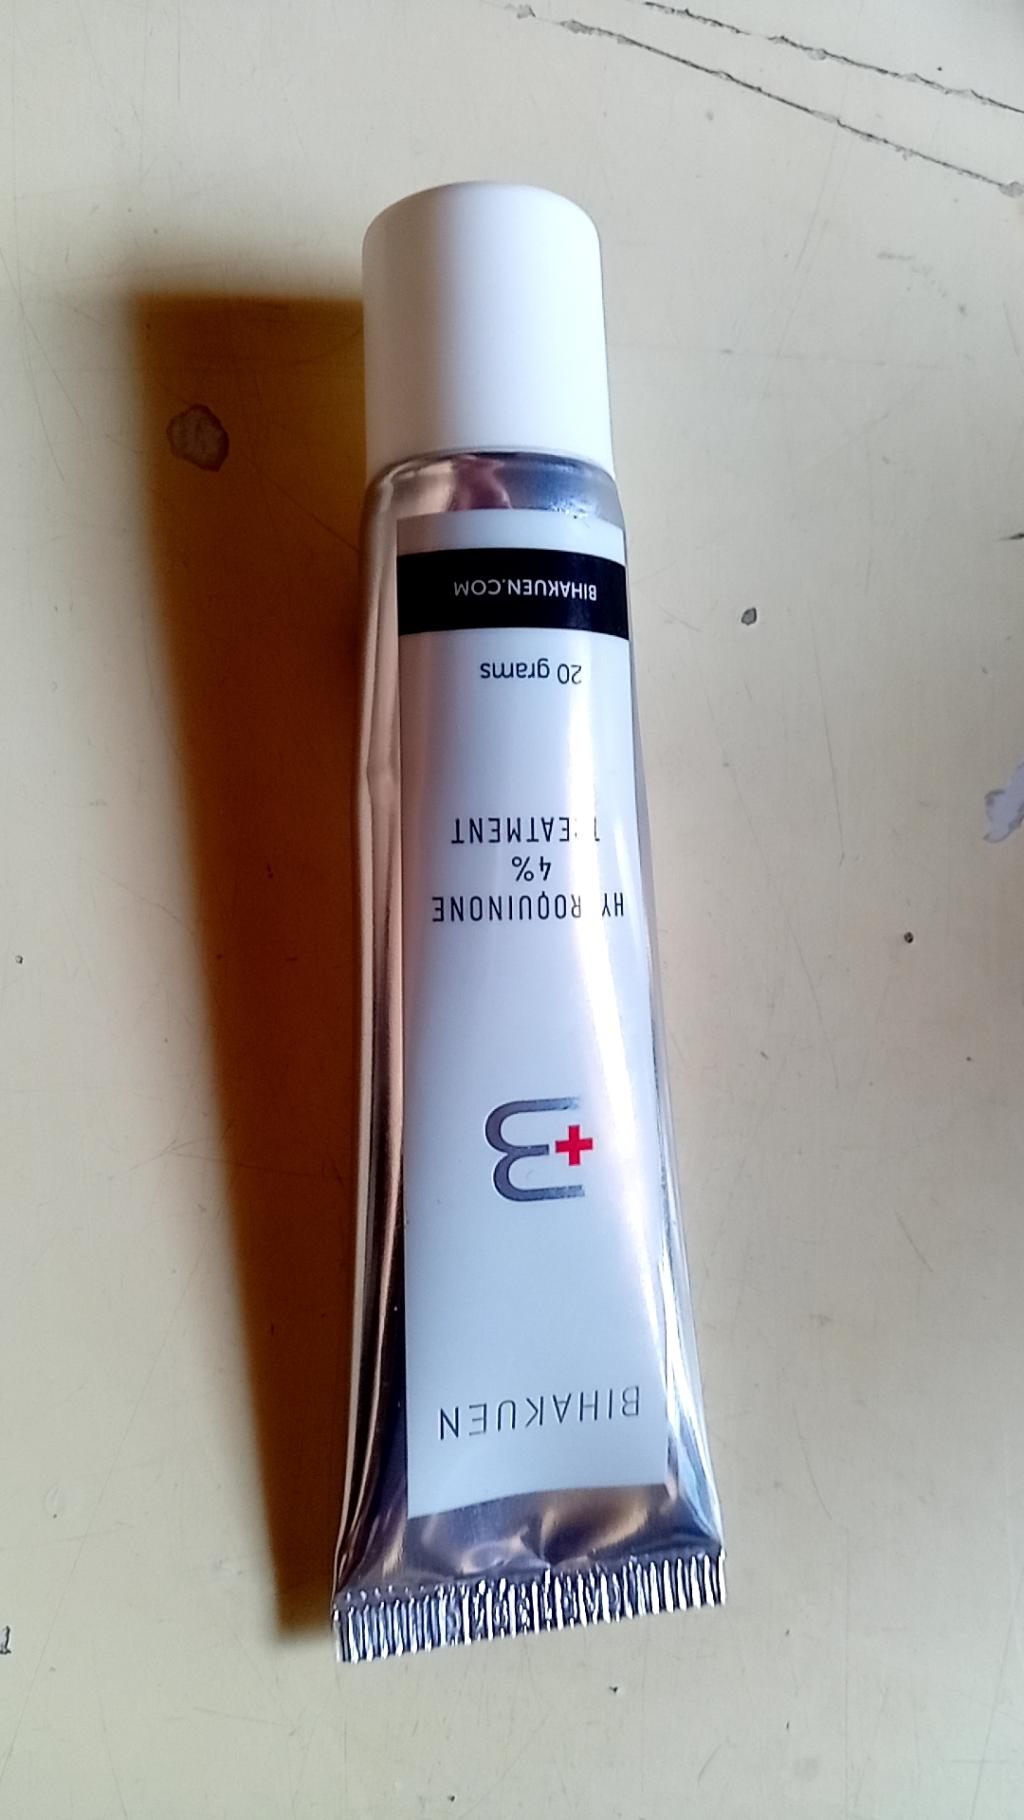 BIHAKUEN
HYDROQUINONE
4%
TREATMENT
20 grams
BIHAKUEN.COM